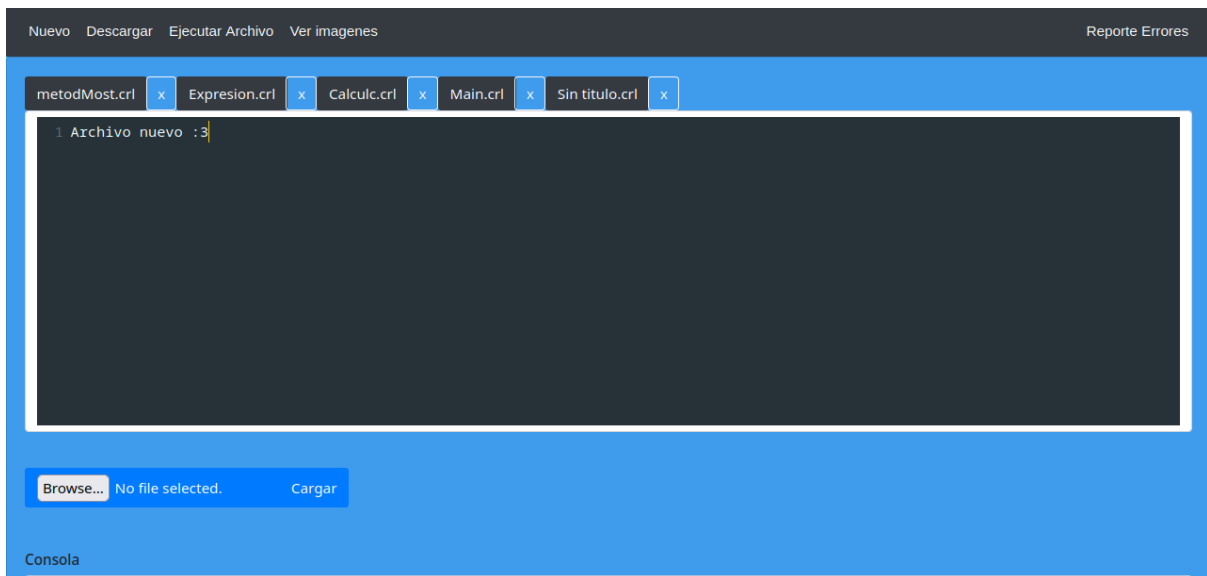 Nuevo Descargar Ejecutar Archivo Ver imagenes Reporte Errores
metodMost.crl x Expresion.crl x Calculc.crl x Main.crl x Sin titulo.crl x
1 Archivo nuevo :3
Browse... No file selected. Cargar
Consola